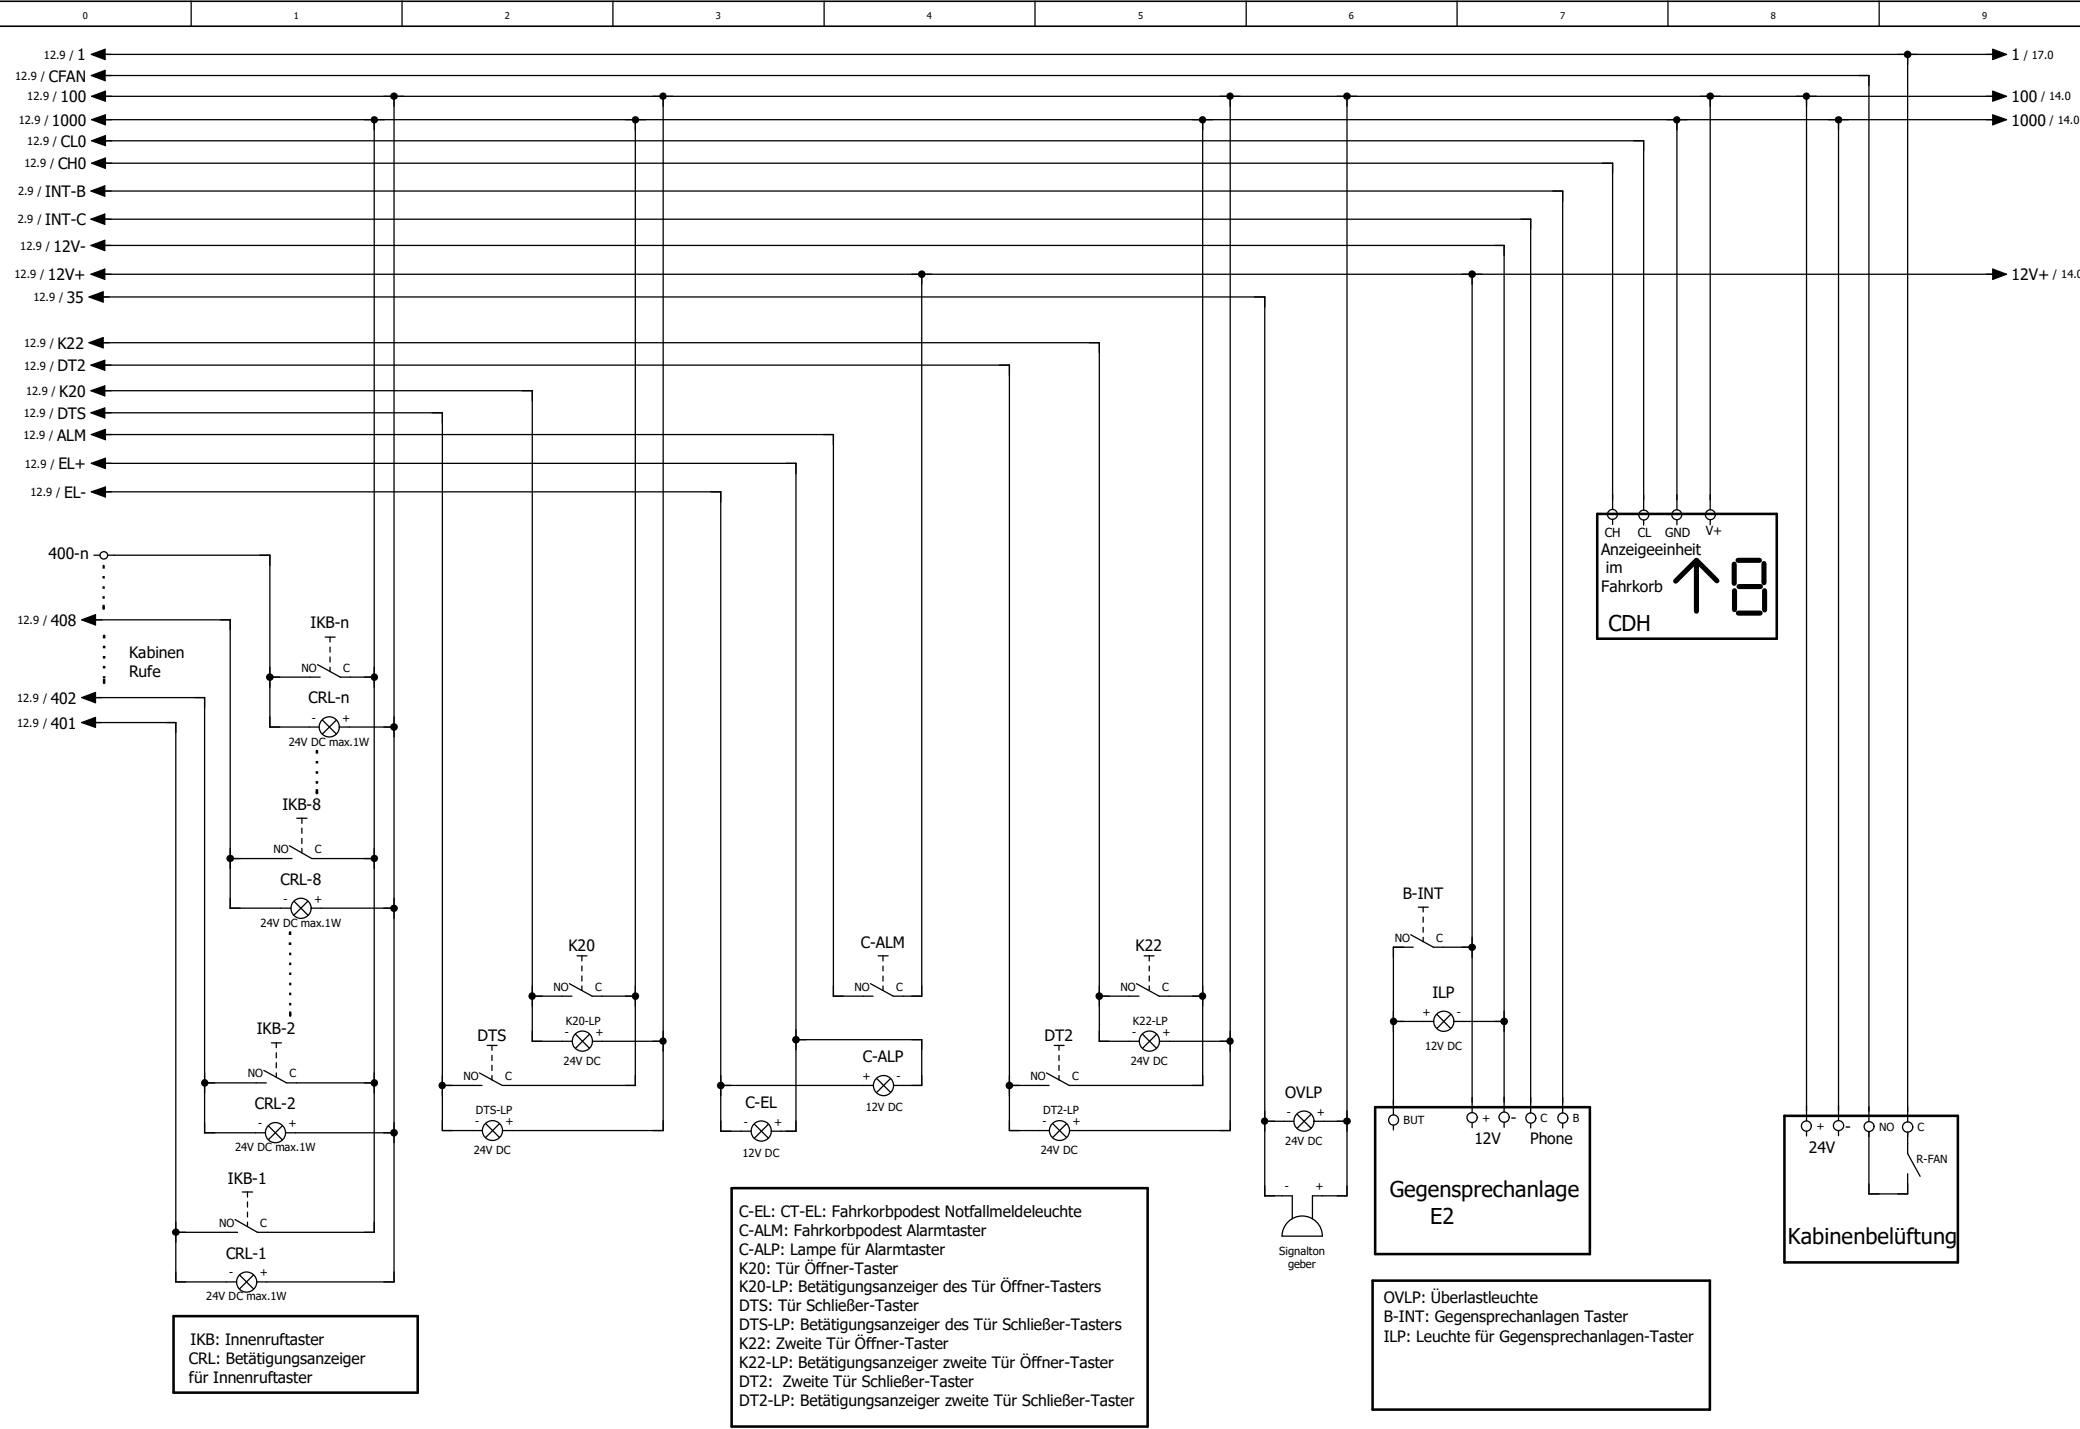 0 1 2 3 4 5 6 7 8 9
12.9 / 1
1 / 17.0
12.9 / CFAN
12.9 / 100
100 / 14.0
12.9 / 1000
1000 / 14.0
12.9 / CL0
12.9 / CH0
2.9 / INT-B
2.9 / INT-C
12.9 / 12V-
12.9 / 12V+
12V+ / 14.0
12.9 / 35
12.9 / K22
12.9 / DT2
12.9 / K20
12.9 / DTS
12.9 / ALM
12.9 / EL+
12.9 / EL-
400-n
12.9 / 408
Kabinen
Rufe
12.9 / 402
12.9 / 401
IKB-n
NO C
CRL-n
- +
24V DC max.1W
IKB-8
NO C
CRL-8
- +
24V DC max.1W
IKB-2
NO C
CRL-2
- +
24V DC max.1W
IKB-1
NO C
CRL-1
- +
24V DC max.1W
IKB: Innenruftaster
CRL: Betätigungsanzeiger
für Innenruftaster
K20
NO C
K20-LP
- +
24V DC
DTS
NO C
DTS-LP
- +
24V DC
C-ALM
NO C
C-ALP
+ -
12V DC
C-EL
- +
12V DC
K22
NO C
K22-LP
- +
24V DC
DT2
NO C
DT2-LP
- +
24V DC
C-EL: CT-EL: Fahrkorbpodest Notfallmeldeleuchte
C-ALM: Fahrkorbpodest Alarmtaster
C-ALP: Lampe für Alarmtaster
K20: Tür Öffner-Taster
K20-LP: Betätigungsanzeiger des Tür Öffner-Tasters
DTS: Tür Schließer-Taster
DTS-LP: Betätigungsanzeiger des Tür Schließer-Tasters
K22: Zweite Tür Öffner-Taster
K22-LP: Betätigungsanzeiger zweite Tür Öffner-Taster
DT2: Zweite Tür Schließer-Taster
DT2-LP: Betätigungsanzeiger zweite Tür Schließer-Taster
OVLP
- +
24V DC
- +
Signalton
geber
B-INT
NO C
ILP
+ -
12V DC
BUT + - C B
12V Phone
Gegensprechanlage
E2
OVLP: Überlastleuchte
B-INT: Gegensprechanlagen Taster
ILP: Leuchte für Gegensprechanlagen-Taster
CH CL GND V+
Anzeigeeinheit
im
Fahrkorb
8
CDH
+ - NO C
24V
R-FAN
Kabinenbelüftung